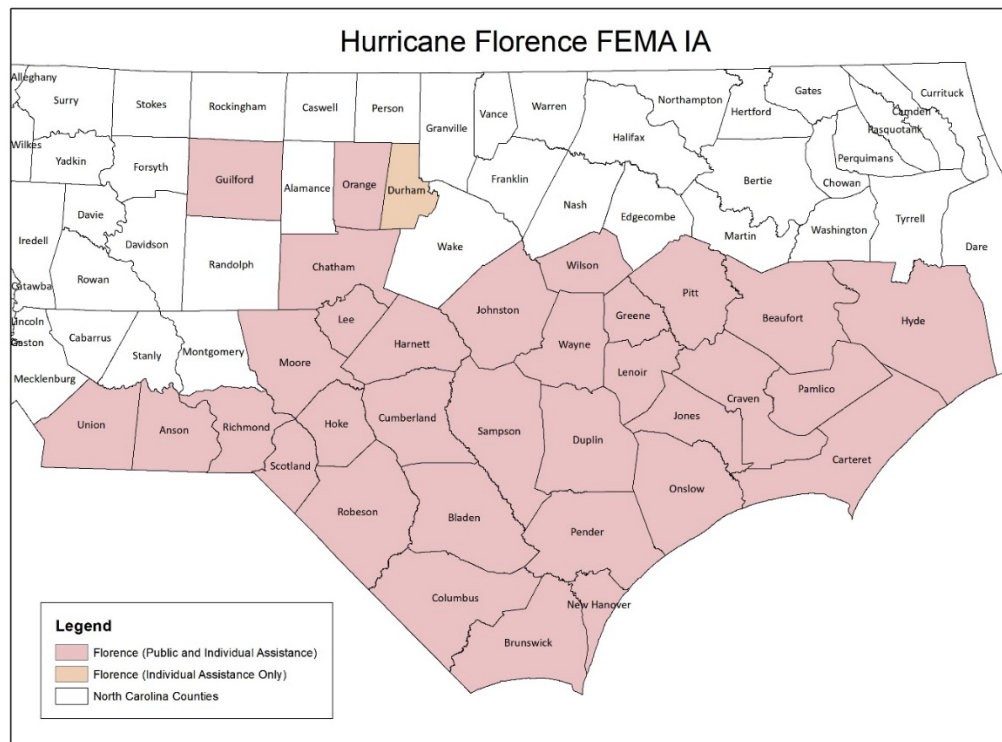 Hurricane Florence FEMA IA
Alleghany
Surry
Stokes
Rockingham
Caswell
Person
Granville
Vance
Warren
Northampton
Hertford
Gates
Camden
Currituck
Pasquotank
Halifax
Wilkes
Yadkin
Forsyth
Guilford
Alamance
Orange
Durham
Franklin
Nash
Edgecombe
Bertie
Perquimans
Chowan
Davie
Davidson
Iredell
Rowan
Randolph
Chatham
Wake
Wilson
Martin
Washington
Tyrrell
Dare
Catawba
Lincoln
Gaston
Cabarrus
Stanly
Montgomery
Moore
Lee
Harnett
Johnston
Wayne
Greene
Pitt
Beaufort
Hyde
Mecklenburg
Lenoir
Craven
Pamlico
Union
Anson
Richmond
Hoke
Cumberland
Sampson
Duplin
Jones
Carteret
Scotland
Robeson
Bladen
Onslow
Pender
Columbus
New Hanover
Brunswick
Legend
Florence (Public and Individual Assistance)
Florence (Individual Assistance Only)
North Carolina Counties